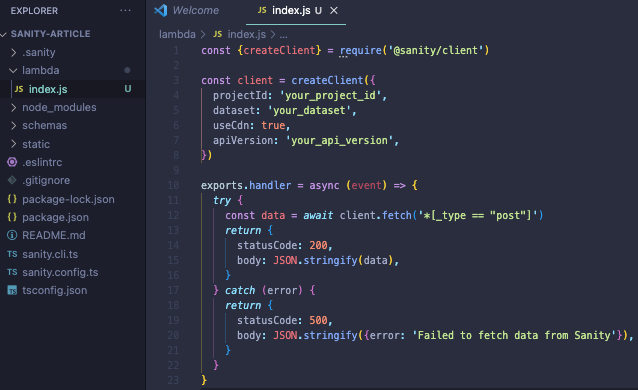 EXPLORER
SANITY-ARTICLE
.sanity
lambda
JS index.js U
node_modules
schemas
static
.eslintrc
.gitignore
package-lock.json
package.json
README.md
sanity.cli.ts
sanity.config.ts
tsconfig.json
Welcome
JS index.js U
lambda > JS index.js > ...
1 const {createClient} = require('@sanity/client')
2
3 const client = createClient({
4 projectId: 'your_project_id',
5 dataset: 'your_dataset',
6 useCdn: true,
7 apiVersion: 'your_api_version',
8 })
9
10 exports.handler = async (event) => {
11 try {
12 const data = await client.fetch('*[_type == "post"]')
13 return {
14 statusCode: 200,
15 body: JSON.stringify(data),
16 }
17 } catch (error) {
18 return {
19 statusCode: 500,
20 body: JSON.stringify({error: 'Failed to fetch data from Sanity'}),
21 }
22 }
23 }